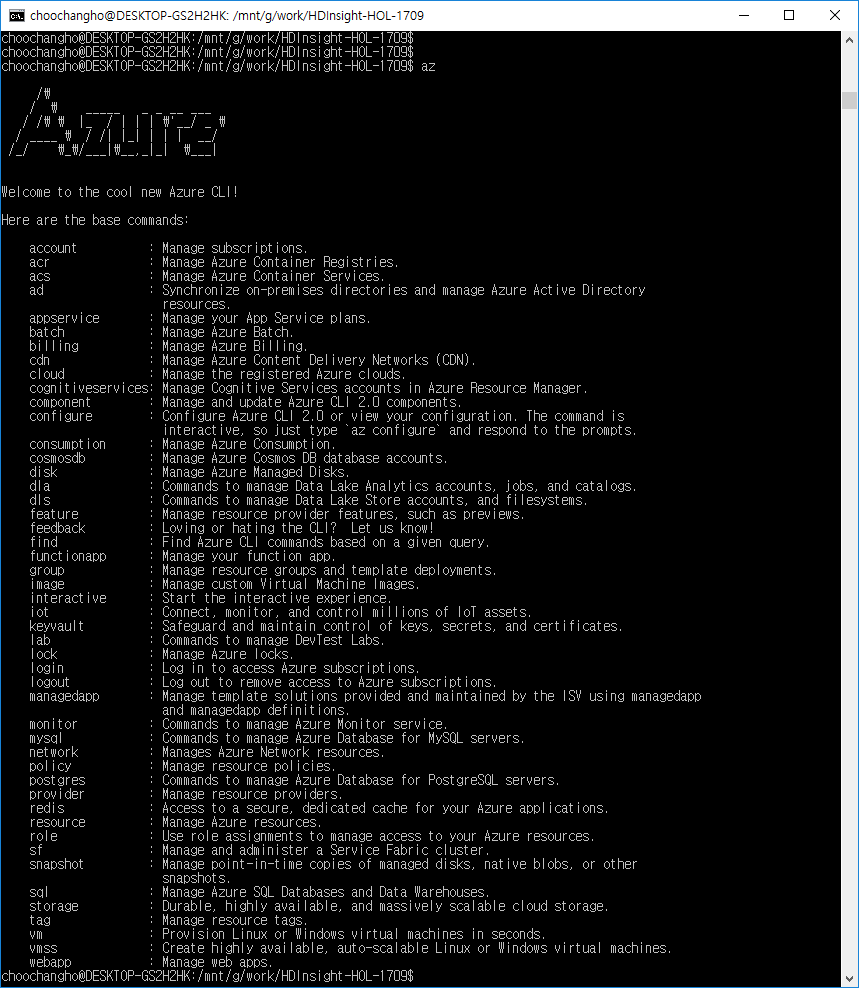 choochangho@DESKTOP-GS2H2HK: /mnt/g/work/HDInsight-HOL-1709
choochangho@DESKTOP-GS2H2HK:/mnt/g/work/HDInsight-HOL-1709$
choochangho@DESKTOP-GS2H2HK:/mnt/g/work/HDInsight-HOL-1709$
choochangho@DESKTOP-GS2H2HK:/mnt/g/work/HDInsight-HOL-1709$ az
     /₩
    /  ₩    _____   _ _ __ ___
   / /₩ ₩  |_  / | | | ₩'__/ _ ₩
  / ____ ₩  / /| |_| | | |  __/
 /_/    ₩_₩/___|₩__,_|_|  ₩___|
Welcome to the cool new Azure CLI!
Here are the base commands:
account : Manage subscriptions.
acr : Manage Azure Container Registries.
acs : Manage Azure Container Services.
ad : Synchronize on-premises directories and manage Azure Active Directory
resources.
appservice : Manage your App Service plans.
batch : Manage Azure Batch.
billing : Manage Azure Billing.
cdn : Manage Azure Content Delivery Networks (CDN).
cloud : Manage the registered Azure clouds.
cognitiveservices: Manage Cognitive Services accounts in Azure Resource Manager.
component : Manage and update Azure CLI 2.0 components.
configure : Configure Azure CLI 2.0 or view your configuration. The command is
interactive, so just type `az configure` and respond to the prompts.
consumption : Manage Azure Consumption.
cosmosdb : Manage Azure Cosmos DB database accounts.
disk : Manage Azure Managed Disks.
dla : Commands to manage Data Lake Analytics accounts, jobs, and catalogs.
dls : Commands to manage Data Lake Store accounts, and filesystems.
feature : Manage resource provider features, such as previews.
feedback : Loving or hating the CLI?  Let us know!
find : Find Azure CLI commands based on a given query.
functionapp : Manage your function app.
group : Manage resource groups and template deployments.
image : Manage custom Virtual Machine Images.
interactive : Start the interactive experience.
iot : Connect, monitor, and control millions of IoT assets.
keyvault : Safeguard and maintain control of keys, secrets, and certificates.
lab : Commands to manage DevTest Labs.
lock : Manage Azure locks.
login : Log in to access Azure subscriptions.
logout : Log out to remove access to Azure subscriptions.
managedapp : Manage template solutions provided and maintained by the ISV using managedapp
and managedapp definitions.
monitor : Commands to manage Azure Monitor service.
mysql : Commands to manage Azure Database for MySQL servers.
network : Manages Azure Network resources.
policy : Manage resource policies.
postgres : Commands to manage Azure Database for PostgreSQL servers.
provider : Manage resource providers.
redis : Access to a secure, dedicated cache for your Azure applications.
resource : Manage Azure resources.
role : Use role assignments to manage access to your Azure resources.
sf : Manage and administer a Service Fabric cluster.
snapshot : Manage point-in-time copies of managed disks, native blobs, or other
snapshots.
sql : Manage Azure SQL Databases and Data Warehouses.
storage : Durable, highly available, and massively scalable cloud storage.
tag : Manage resource tags.
vm : Provision Linux or Windows virtual machines in seconds.
vmss : Create highly available, auto-scalable Linux or Windows virtual machines.
webapp : Manage web apps.
choochangho@DESKTOP-GS2H2HK:/mnt/g/work/HDInsight-HOL-1709$